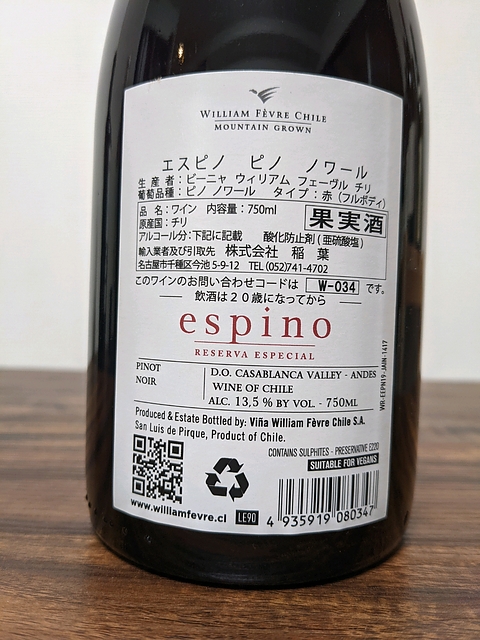 WILLIAM FÈVRE CHILE
MOUNTAIN GROWN
エスピノ ピノ ノワール
生産者:ビーニャ ウィリアム フェーヴル チリ
葡萄品種:ピノ ノワール タイプ:赤(フルボディ)
品名:ワイン 内容量:750ml
原産国:チリ
果実酒
アルコール分:下記に記載 酸化防止剤(亜硫酸塩)
輸入業者及び引取先 株式会社 稲葉
名古屋市千種区今池5-9-12 TEL(052)741-4702
このワインのお問い合わせコードは W-034 です。
飲酒は20歳になってから
espino
RESERVA ESPECIAL
PINOT
NOIR
D.O. CASABLANCA VALLEY - ANDES
WINE OF CHILE
ALC. 13,5 % BY VOL. - 750ML
WR-EEPN19-JAIN-1417
Produced & Estate Bottled by: Viña William Fèvre Chile S.A.
San Luis de Pirque, Product of Chile.
CONTAINS SULPHITES - PRESERVATIVE E220
SUITABLE FOR VEGANS
www.williamfevre.cl
LE90
4 935919 080347